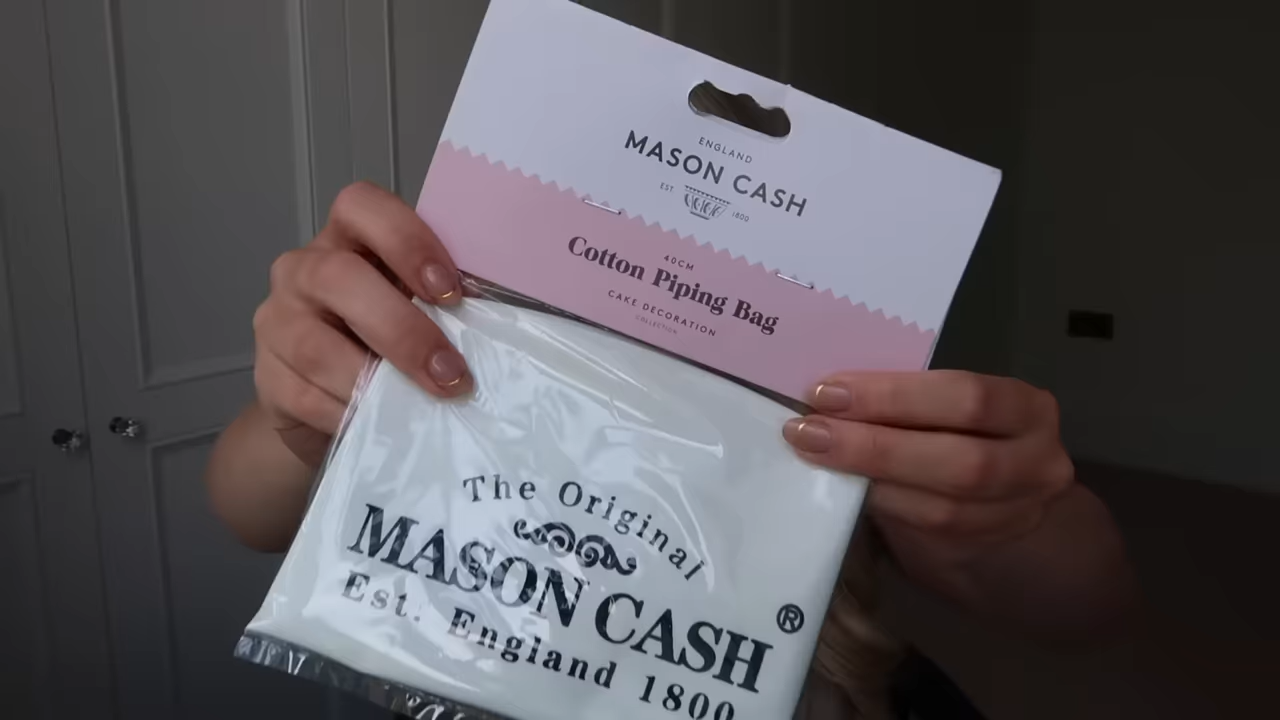 ENGLAND
MASON CASH
EST 1800
40CM
Cotton Piping Bag
CAKE DECORATION
COLLECTION
The Original
MASON CASH ®
Est. England 1800